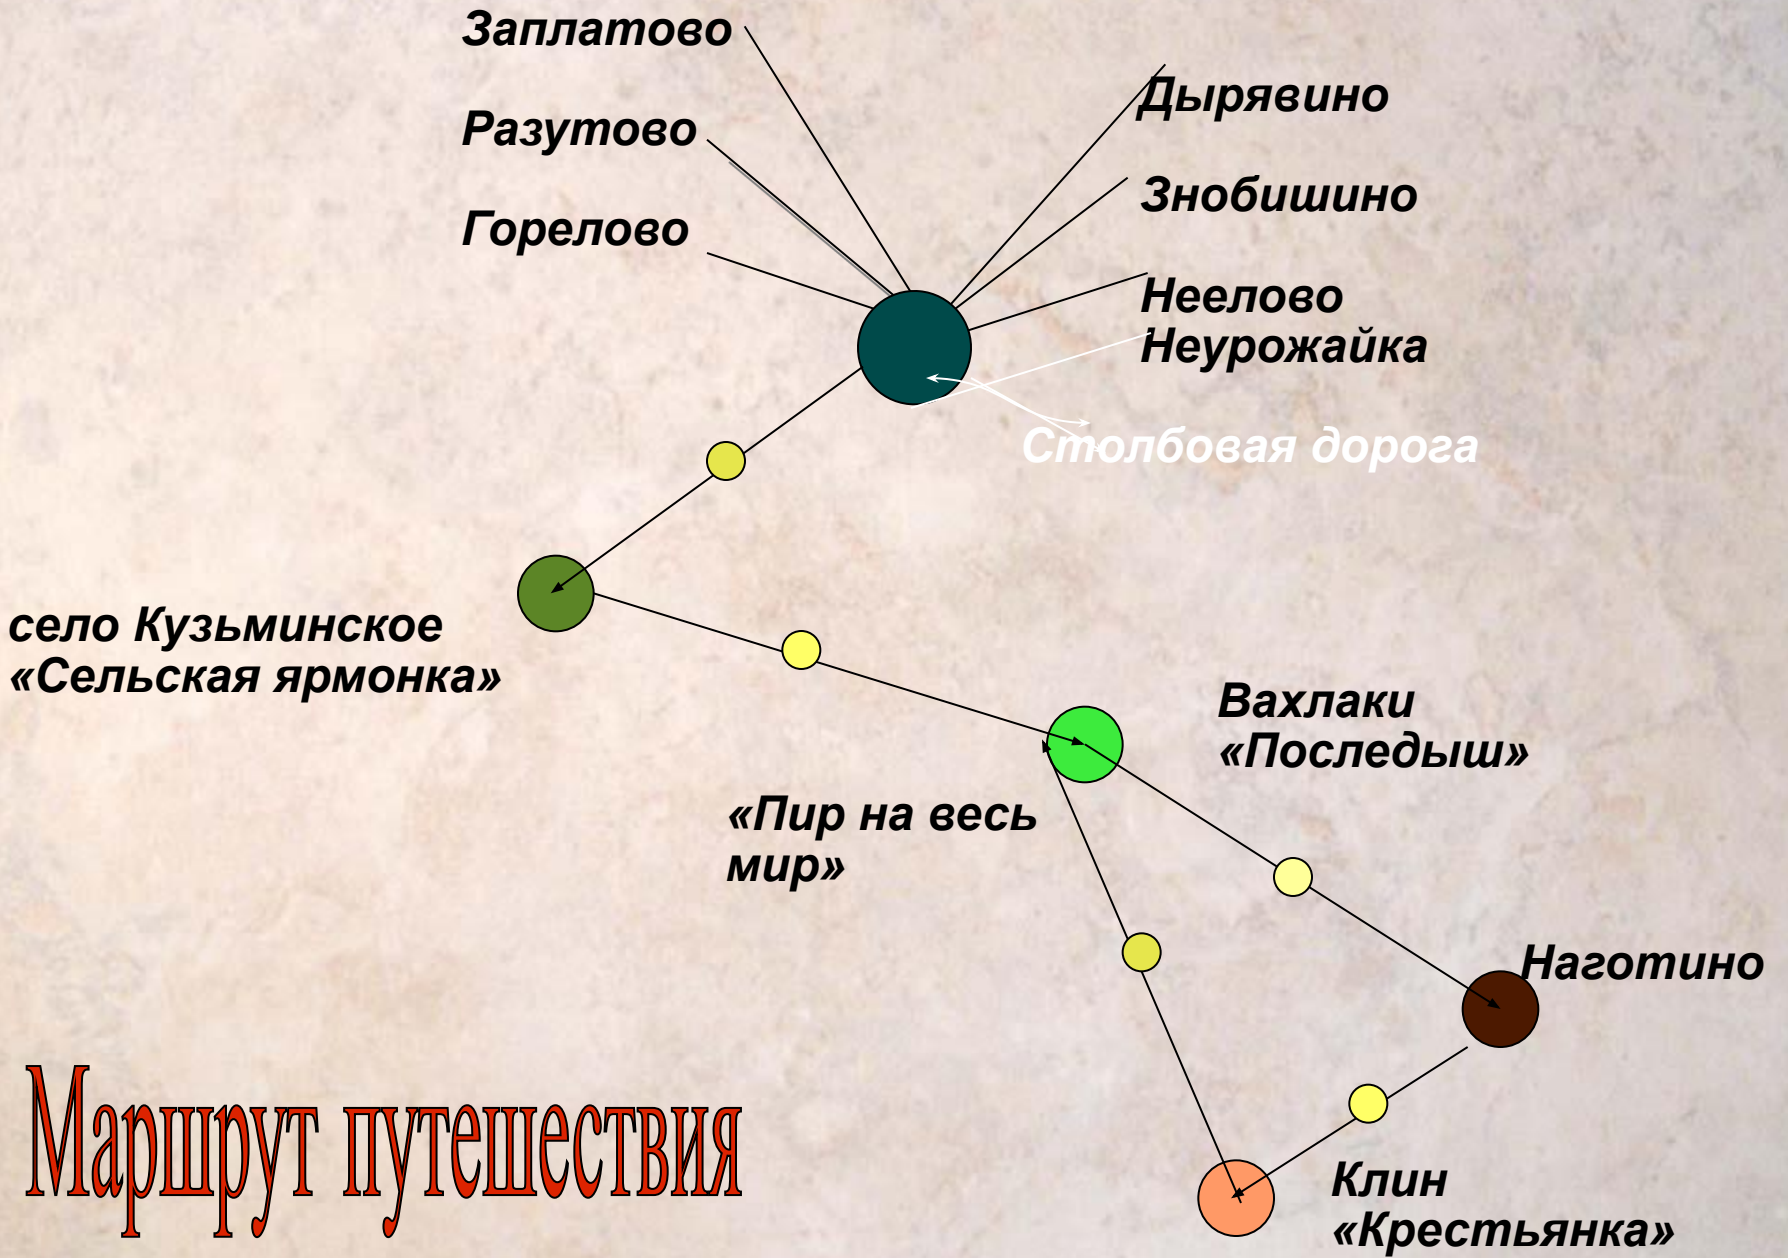 Заплатово
Разутово
Горелово
Дырявино
Знобишино
Неелово
Неурожайка
Столбовая дорога
село Кузьминское
«Сельская ярмонка»
Вахлаки
«Последыш»
«Пир на весь
мир»
Наготино
Клин
«Крестьянка»
Маршрут путешествия